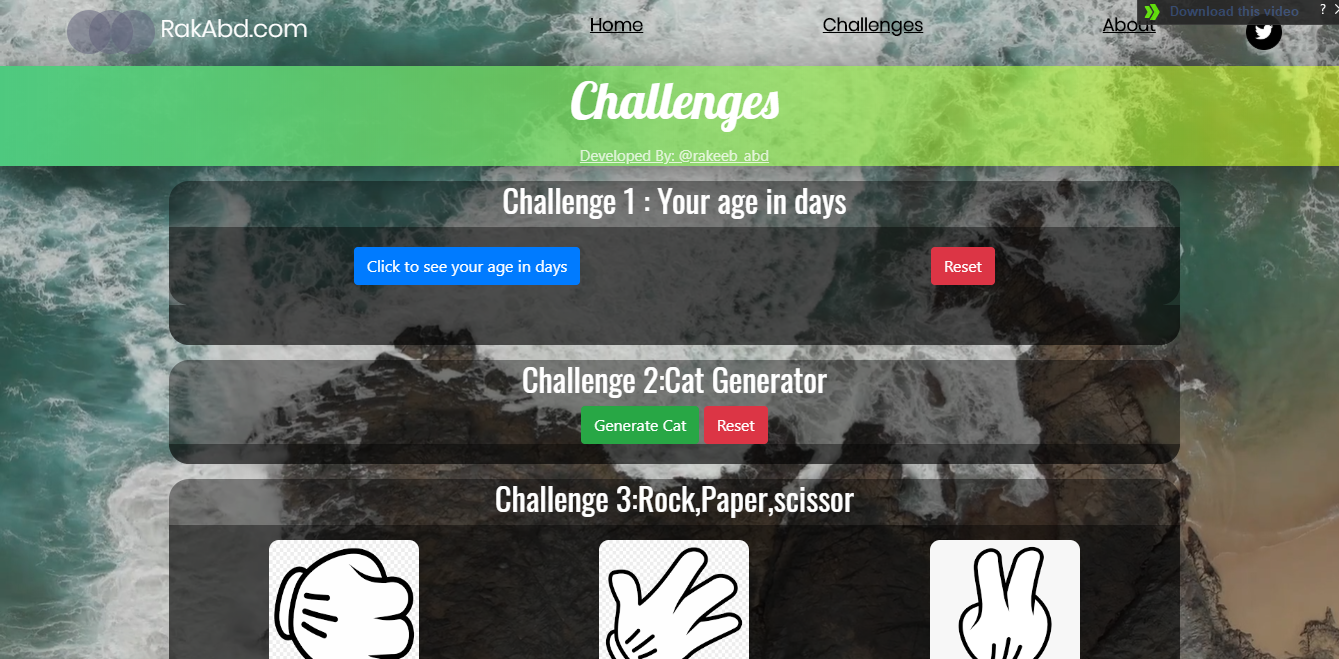 RakAbd.com
Home
Challenges
About
Download this video
?
Challenges
Developed By: @rakeeb_abd
Challenge 1 : Your age in days
Click to see your age in days
Reset
Challenge 2:Cat Generator
Generate Cat
Reset
Challenge 3:Rock,Paper,scissor